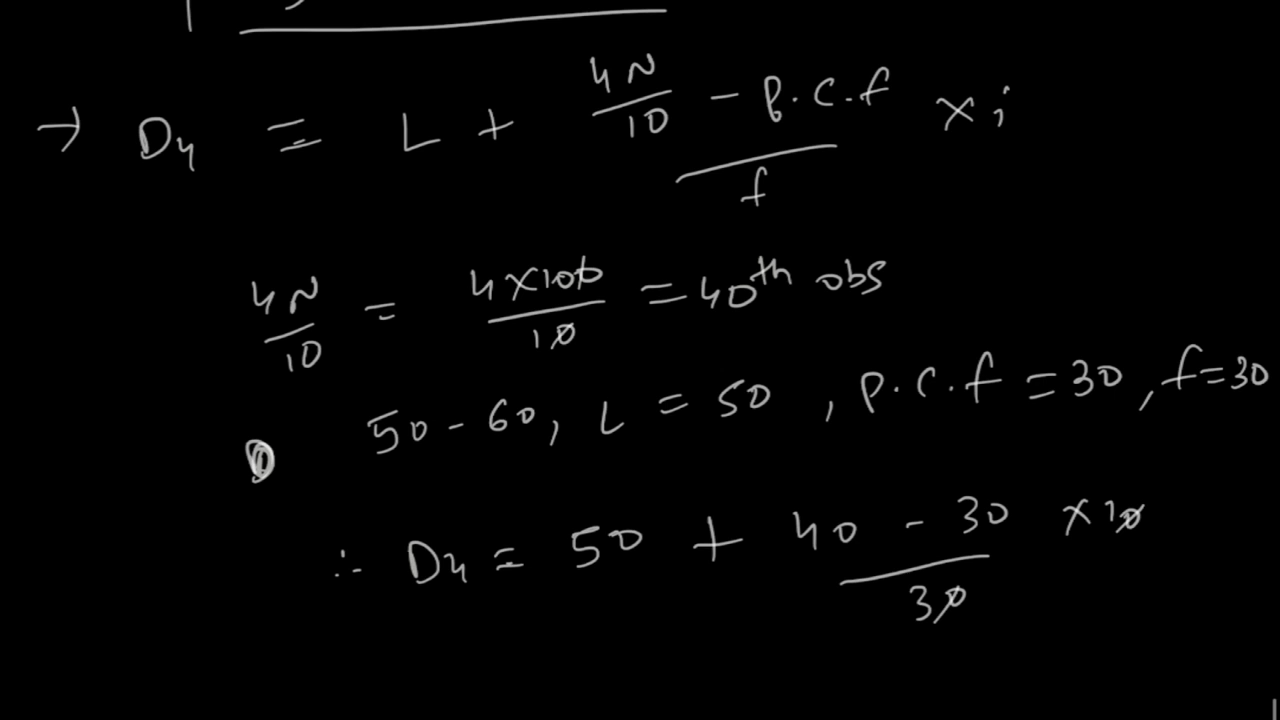 → D₄ = L + (4N/10 - p.c.f)/f × i
4N/10 = 4×100/10 = 40th obs
50 - 60, L = 50, p.c.f = 30, f = 30
∴ D₄ = 50 + (40 - 30)/30 × 10